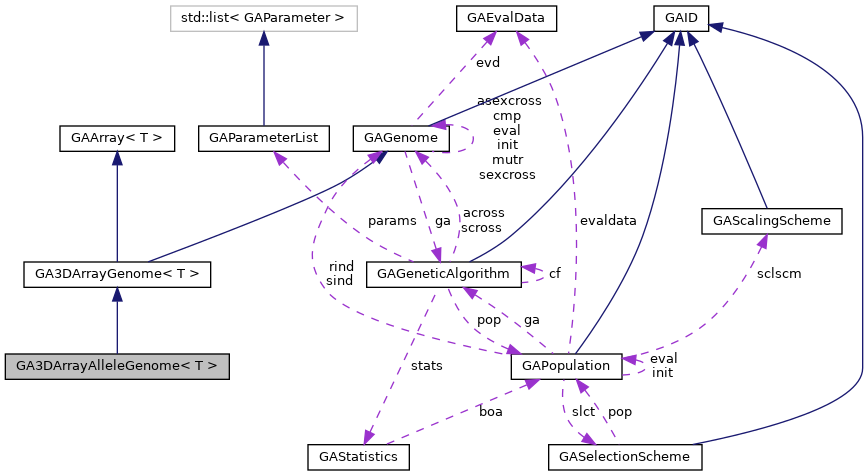 std::list< GAParameter >
GAEvalData
GAID
evd
asexcross
cmp
eval
init
mutr
sexcross
GAArray< T >
GAParameterList
GAGenome
params
ga
across
scross
evaldata
GAScalingScheme
rind
sind
GA3DArrayGenome< T >
GAGeneticAlgorithm
cf
sclscm
pop
ga
GA3DArrayAlleleGenome< T >
stats
GAPopulation
eval
init
boa
slct
pop
GAStatistics
GASelectionScheme